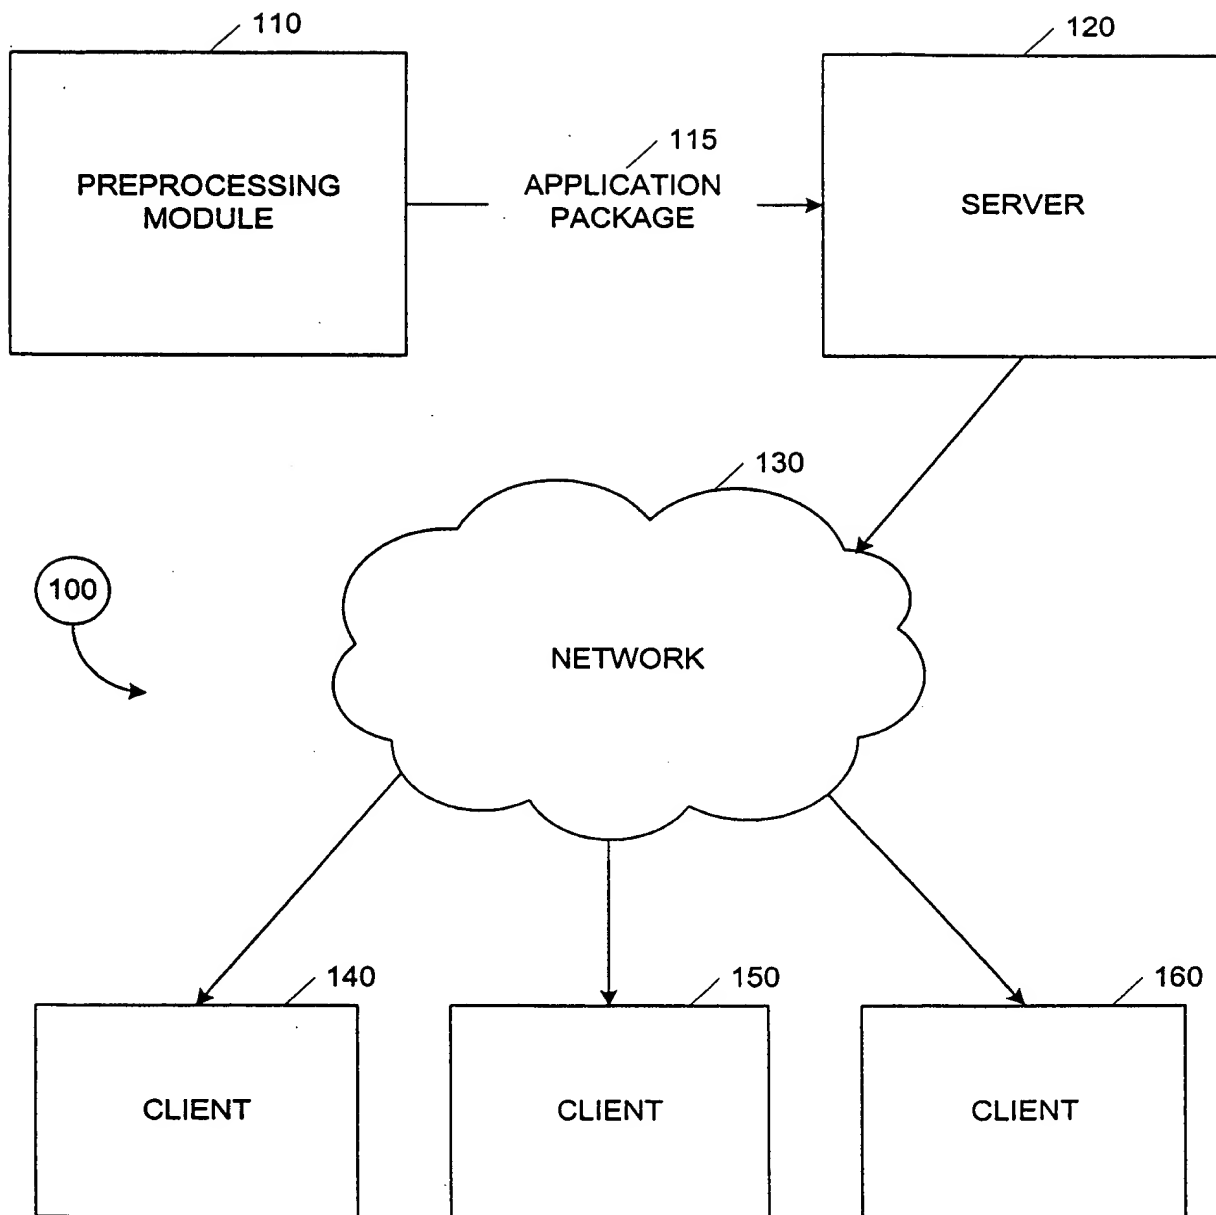 110
120
115
PREPROCESSING
MODULE
APPLICATION
PACKAGE
SERVER
130
100
NETWORK
140
150
160
CLIENT
CLIENT
CLIENT